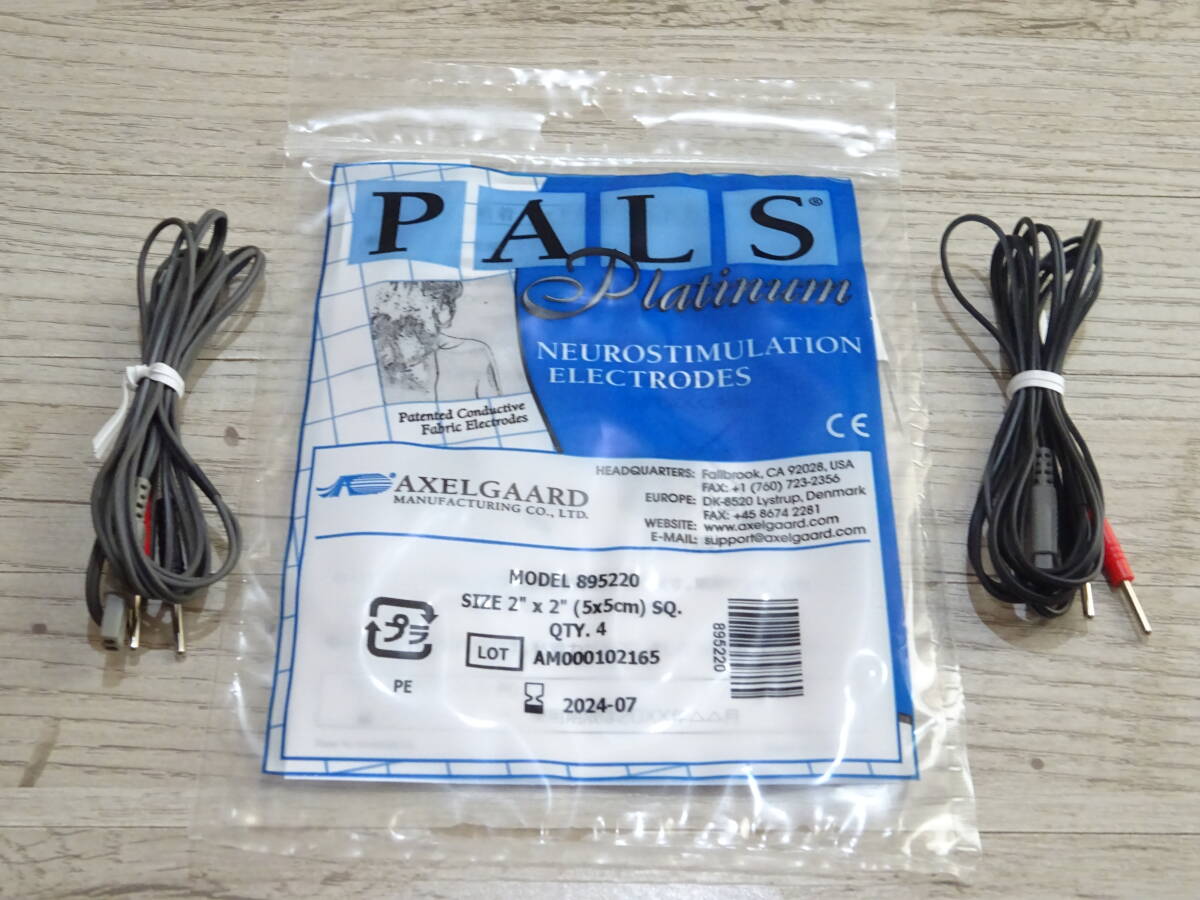 PALS®
Platinum
NEUROSTIMULATION
ELECTRODES
Patented Conductive
Fabric Electrodes
CE
AXELGAARD
MANUFACTURING CO., LTD.
HEADQUARTERS: Fallbrook, CA 92028, USA
FAX: +1 (760) 723-2356
EUROPE: DK-8520 Lystrup, Denmark
FAX: +45 8674 2281
WEBSITE: www.axelgaard.com
E-MAIL: support@axelgaard.com
MODEL 895220
SIZE 2" x 2" (5x5cm) SQ.
QTY. 4
LOT AM000102165
2024-07
プラ
PE
895220